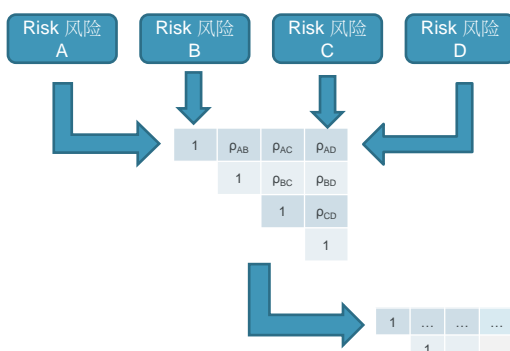 Risk 风险
A
Risk 风险
B
Risk 风险
C
Risk 风险
D
1 ρAB ρAC ρAD
1 ρBC ρBD
1 ρCD
1
1 ... ... ...
1